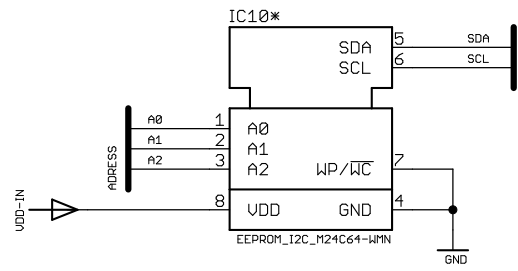 IC10*
SDA 5 SDA
SCL 6 SCL
A0 1 A0
A1 2 A1
A2 3 A2 WP/WC 7
ADRESS
VDD-IN 8 VDD GND 4
EEPROM_I2C_M24C64-WMN
GND